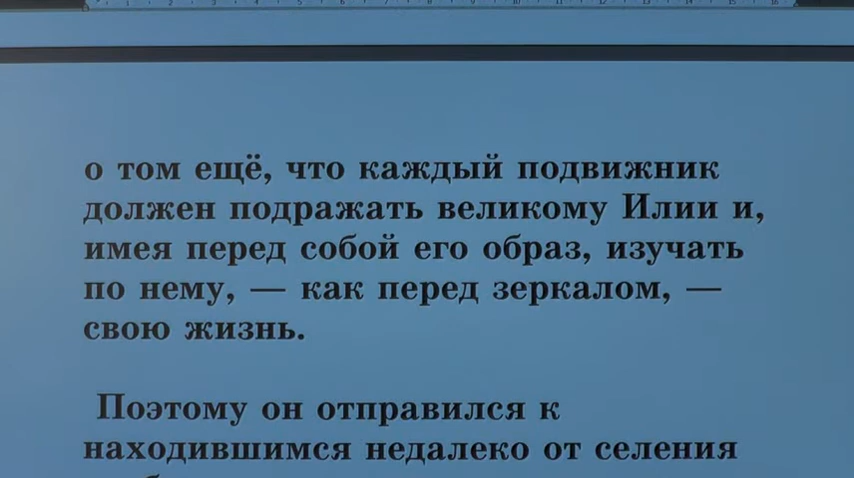 о том ещё, что каждый подвижник
должен подражать великому Илии и,
имея перед собой его образ, изучать
по нему, — как перед зеркалом, —
свою жизнь.
Поэтому он отправился к
находившимся недалеко от селения